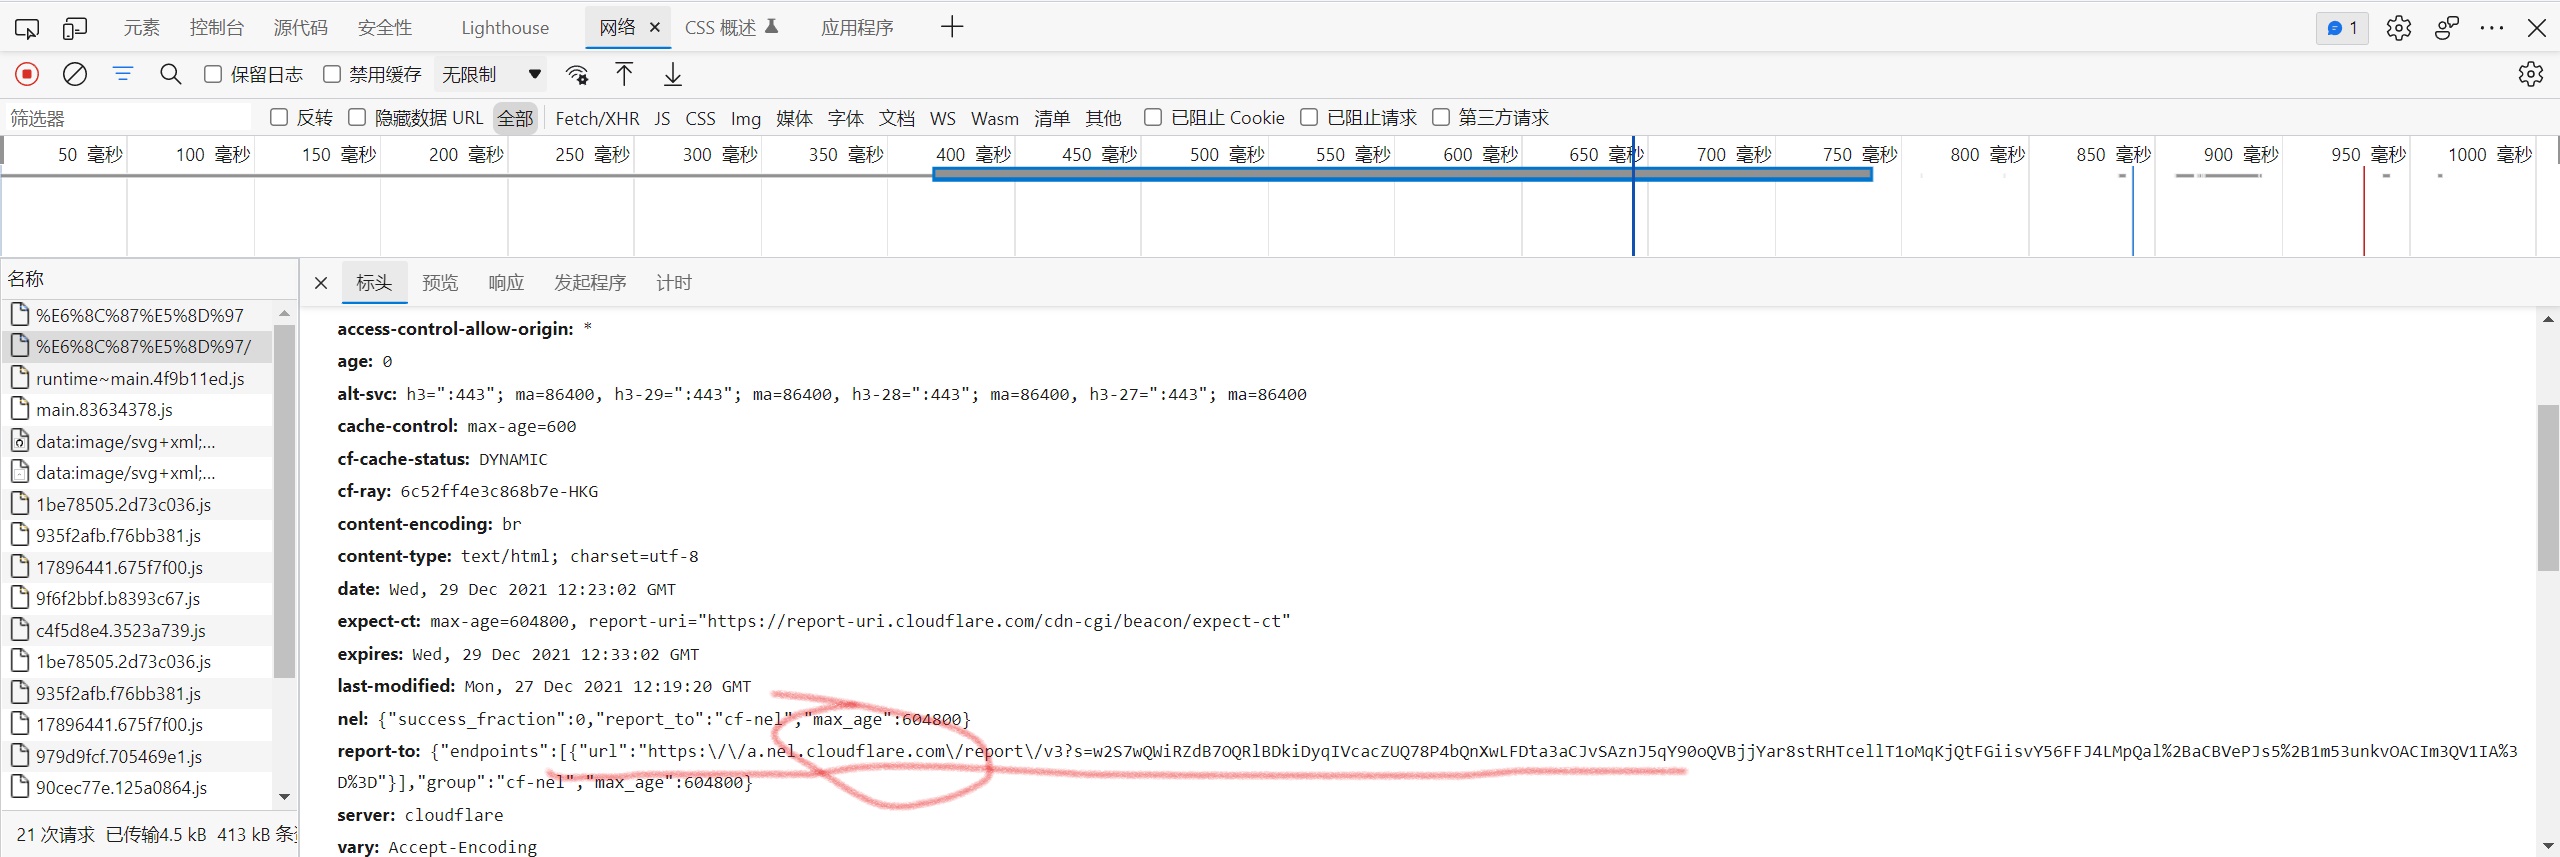 元素 控制台 源代码 安全性 Lighthouse 网络 CSS 概述 应用程序 1
保留日志 禁用缓存 无限制
筛选器 反转 隐藏数据 URL 全部 Fetch/XHR JS CSS Img 媒体 字体 文档 WS Wasm 清单 其他 已阻止 Cookie 已阻止请求 第三方请求
50 毫秒 100 毫秒 150 毫秒 200 毫秒 250 毫秒 300 毫秒 350 毫秒 400 毫秒 450 毫秒 500 毫秒 550 毫秒 600 毫秒 650 毫秒 700 毫秒 750 毫秒 800 毫秒 850 毫秒 900 毫秒 950 毫秒 1000 毫秒
名称
%E6%8C%87%E5%8D%97
%E6%8C%87%E5%8D%97/
runtime~main.4f9b11ed.js
main.83634378.js
data:image/svg+xml;...
data:image/svg+xml;...
1be78505.2d73c036.js
935f2afb.f76bb381.js
17896441.675f7f00.js
9f6f2bbf.b8393c67.js
c4f5d8e4.3523a739.js
1be78505.2d73c036.js
935f2afb.f76bb381.js
17896441.675f7f00.js
979d9fcf.705469e1.js
90cec77e.125a0864.js
21 次请求 已传输4.5 kB 413 kB 条
标头 预览 响应 发起程序 计时
access-control-allow-origin: *
age: 0
alt-svc: h3=":443"; ma=86400, h3-29=":443"; ma=86400, h3-28=":443"; ma=86400, h3-27=":443"; ma=86400
cache-control: max-age=600
cf-cache-status: DYNAMIC
cf-ray: 6c52ff4e3c868b7e-HKG
content-encoding: br
content-type: text/html; charset=utf-8
date: Wed, 29 Dec 2021 12:23:02 GMT
expect-ct: max-age=604800, report-uri="https://report-uri.cloudflare.com/cdn-cgi/beacon/expect-ct"
expires: Wed, 29 Dec 2021 12:33:02 GMT
last-modified: Mon, 27 Dec 2021 12:19:20 GMT
nel: {"success_fraction":0,"report_to":"cf-nel","max_age":604800}
report-to: {"endpoints":[{"url":"https:\/\/a.nel.cloudflare.com\/report\/v3?s=w2S7wQWiRZdB7OQRlBDkiDyqIVcacZUQ78P4bQnXwLFDta3aCJvSAznJ5qY90oQVBjjYar8stRHTcellT1oMqKjQtFGiisvY56FFJ4LMpQal%2BaCBVePJs5%2B1m53unkvOACIm3QV1IA%3
D%3D"}],"group":"cf-nel","max_age":604800}
server: cloudflare
vary: Accept-Encoding